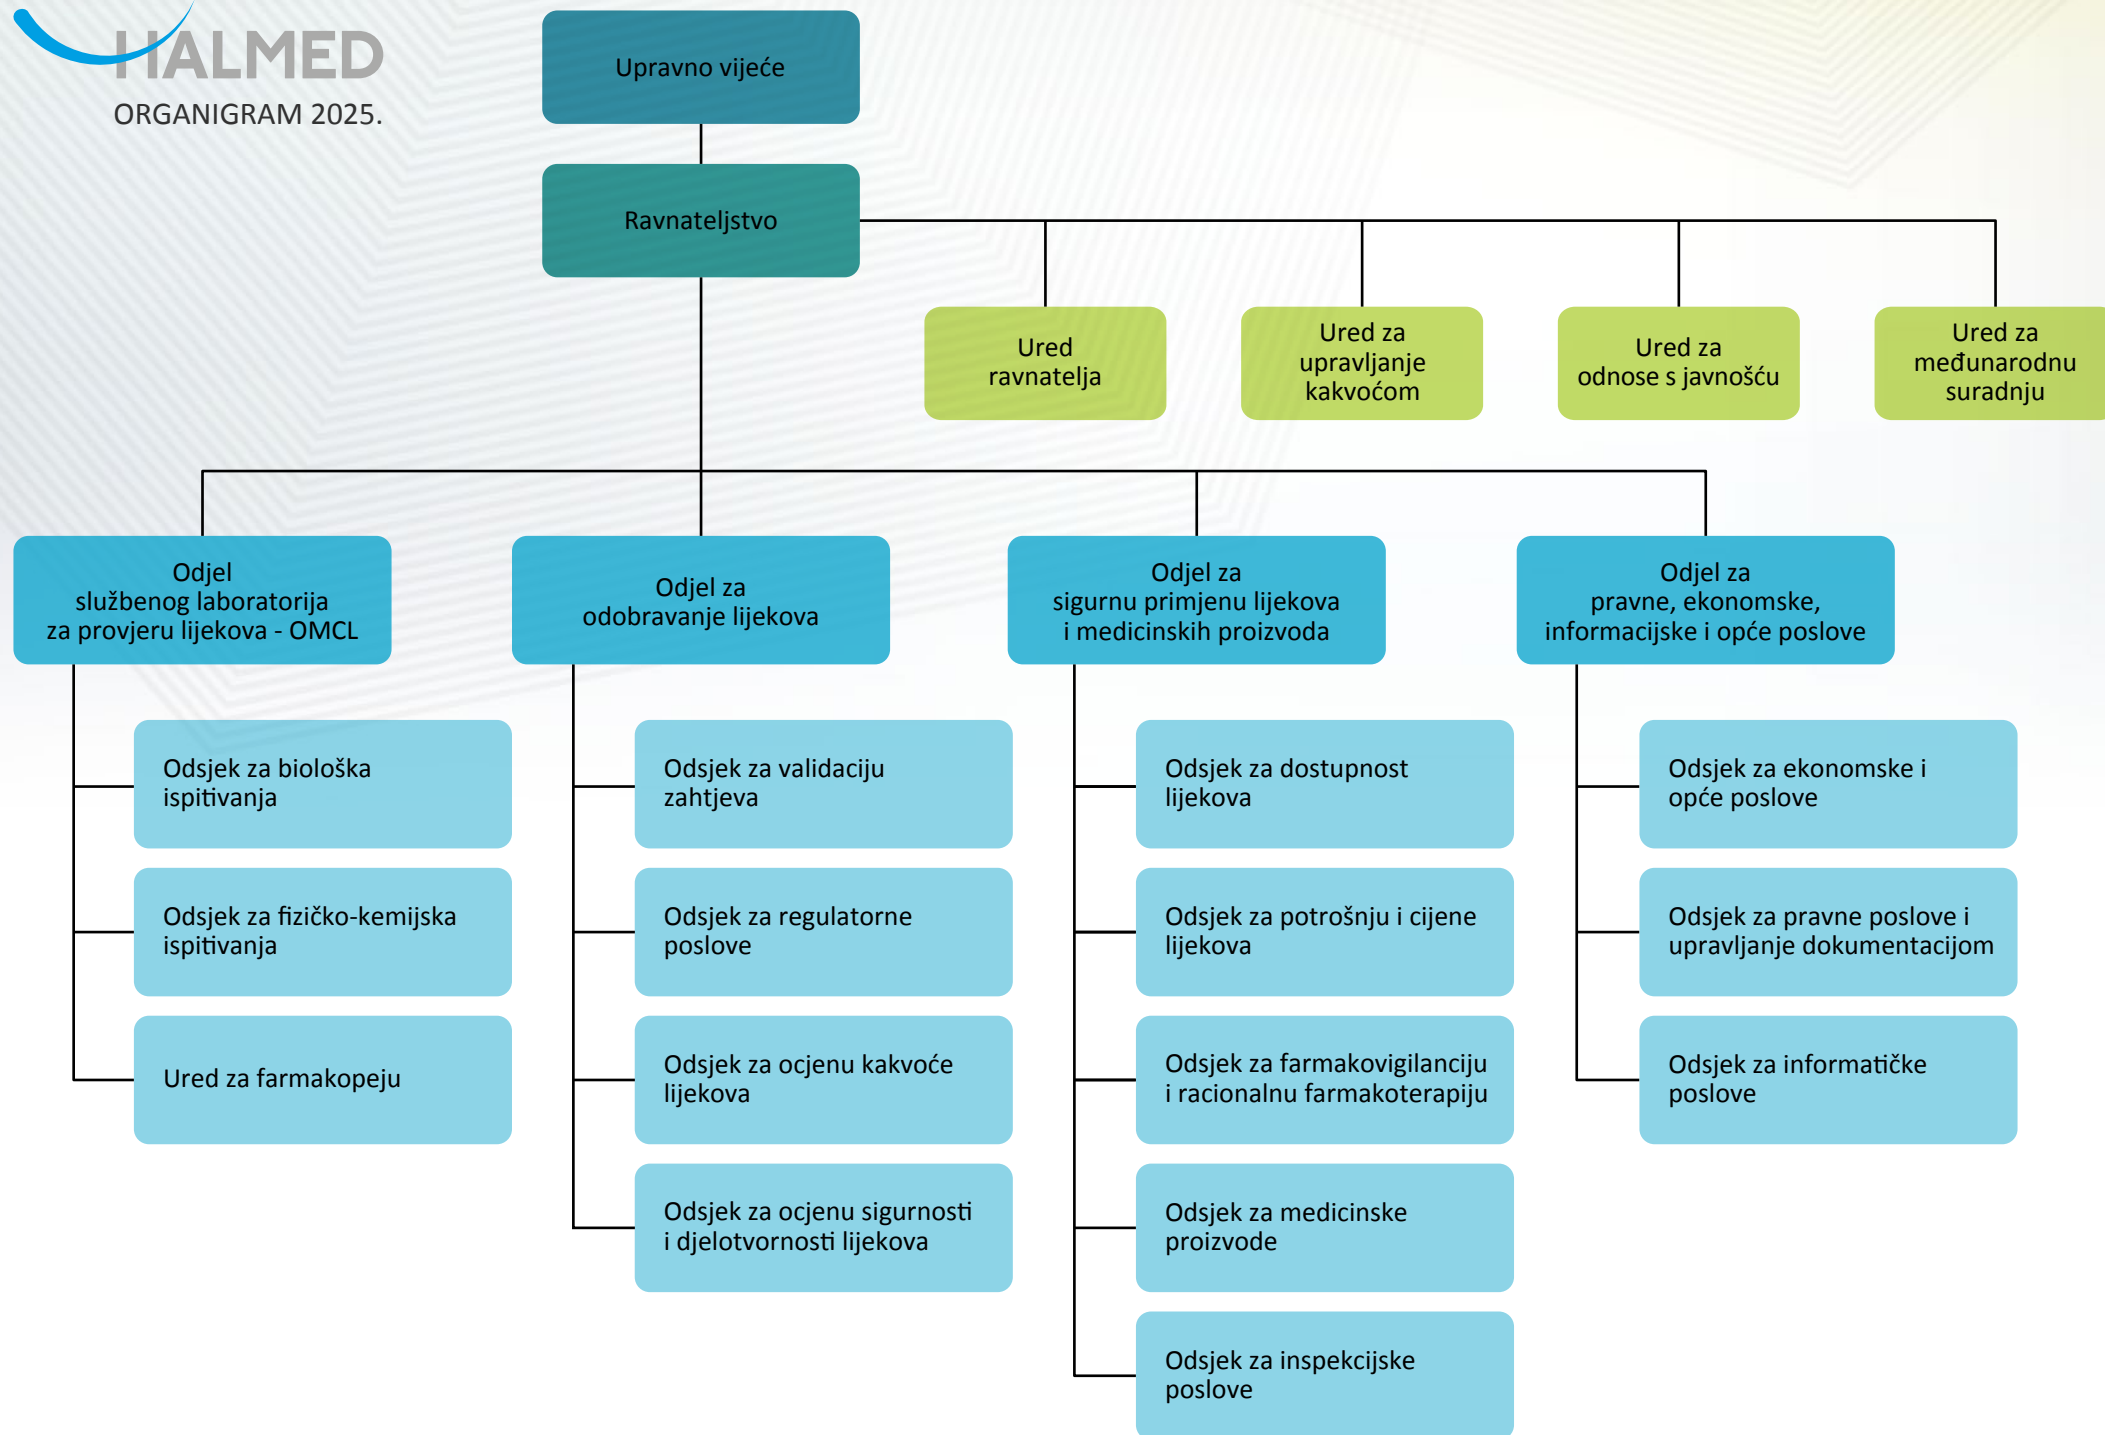 HALMED
ORGANIGRAM 2025.
Upravno vijeće
Ravnateljstvo
Ured
ravnatelja
Ured za
upravljanje
kakvoćom
Ured za
odnose s javnošću
Ured za
međunarodnu
suradnju
Odjel
službenog laboratorija
za provjeru lijekova - OMCL
Odjel za
odobravanje lijekova
Odjel za
sigurnu primjenu lijekova
i medicinskih proizvoda
Odjel za
pravne, ekonomske,
informacijske i opće poslove
Odsjek za biološka
ispitivanja
Odsjek za fizičko-kemijska
ispitivanja
Ured za farmakopeju
Odsjek za validaciju
zahtjeva
Odsjek za regulatorne
poslove
Odsjek za ocjenu kakvoće
lijekova
Odsjek za ocjenu sigurnosti
i djelotvornosti lijekova
Odsjek za dostupnost
lijekova
Odsjek za potrošnju i cijene
lijekova
Odsjek za farmakovigilanciju
i racionalnu farmakoterapiju
Odsjek za medicinske
proizvode
Odsjek za inspekcijske
poslove
Odsjek za ekonomske i
opće poslove
Odsjek za pravne poslove i
upravljanje dokumentacijom
Odsjek za informatičke
poslove